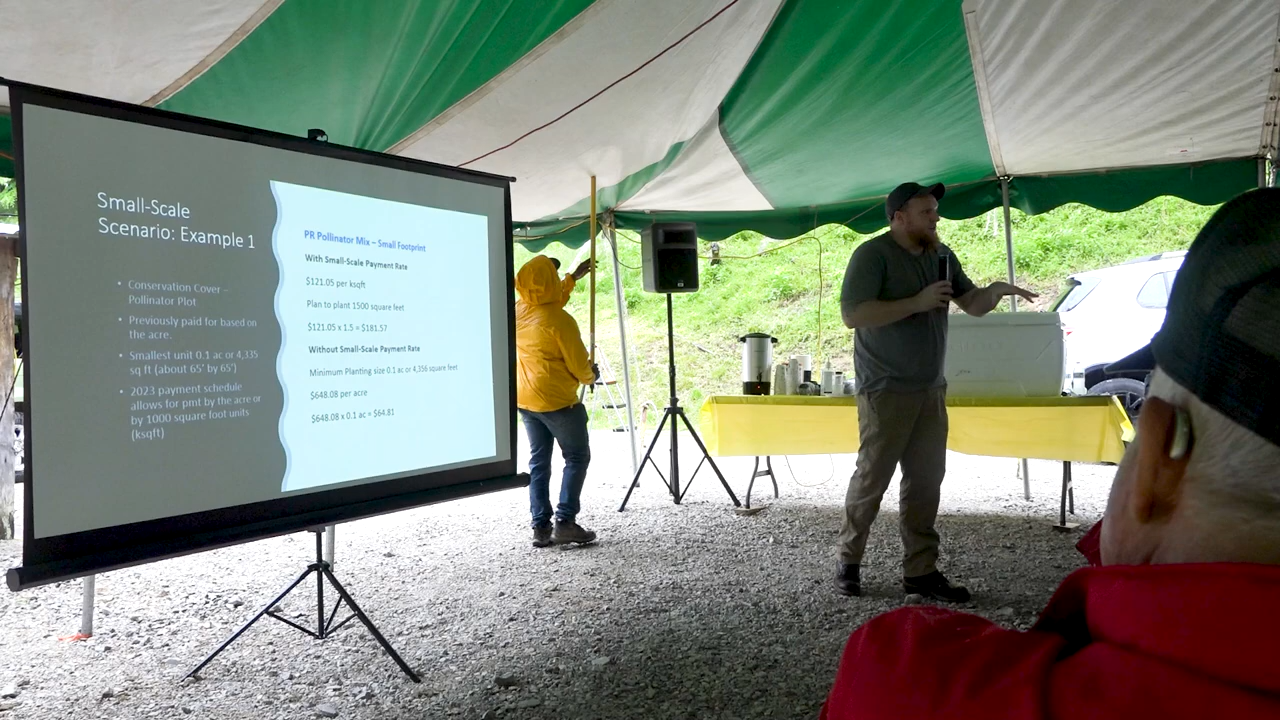 Small-Scale
Scenario: Example 1
• Conservation Cover –
Pollinator Plot
• Previously paid for based on
the acre.
• Smallest unit 0.1 ac or 4,335
sq ft (about 65' by 65')
• 2023 payment schedule
allows for pmt by the acre or
by 1000 square foot units
(ksqft)
PR Pollinator Mix – Small Footprint
With Small-Scale Payment Rate
$121.05 per ksqft
Plan to plant 1500 square feet
$121.05 x 1.5 = $181.57
Without Small-Scale Payment Rate
Minimum Planting size 0.1 ac or 4,356 square feet
$648.08 per acre
$648.08 x 0.1 ac = $64.81